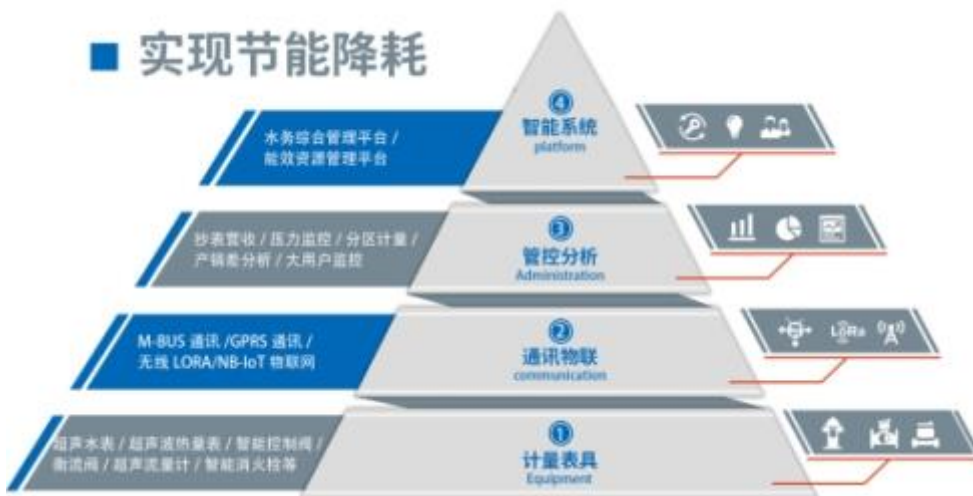 实现节能降耗
水务综合管理平台 /
能效资源管理平台
④
智能系统
platform
抄表营收 / 压力监控 / 分区计量 /
产销差分析 / 大用户监控
③
管控分析
Administration
M-BUS 通讯 /GPRS 通讯 /
无线 LORA/NB-IoT 物联网
②
通讯物联
communication
LoRa
超声水表 / 超声波热量表 / 智能控制阀 /
衡流阀 / 超声流量计 / 智能消火栓等
①
计量表具
Equipment